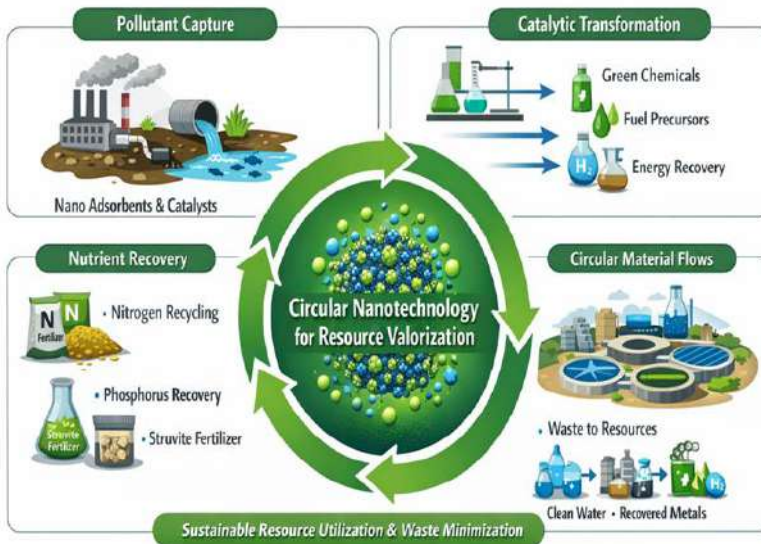 Pollutant Capture
Nano Adsorbents & Catalysts
Catalytic Transformation
Green Chemicals
Fuel Precursors
H2
Energy Recovery
Circular Nanotechnology
for Resource Valorization
Nutrient Recovery
N
N
Fertilizer
• Nitrogen Recycling
• Phosphorus Recovery
Struvite
Fertilizer
• Struvite Fertilizer
Circular Material Flows
• Waste to Resources
H2
Clean Water • Recovered Metals
Sustainable Resource Utilization & Waste Minimization